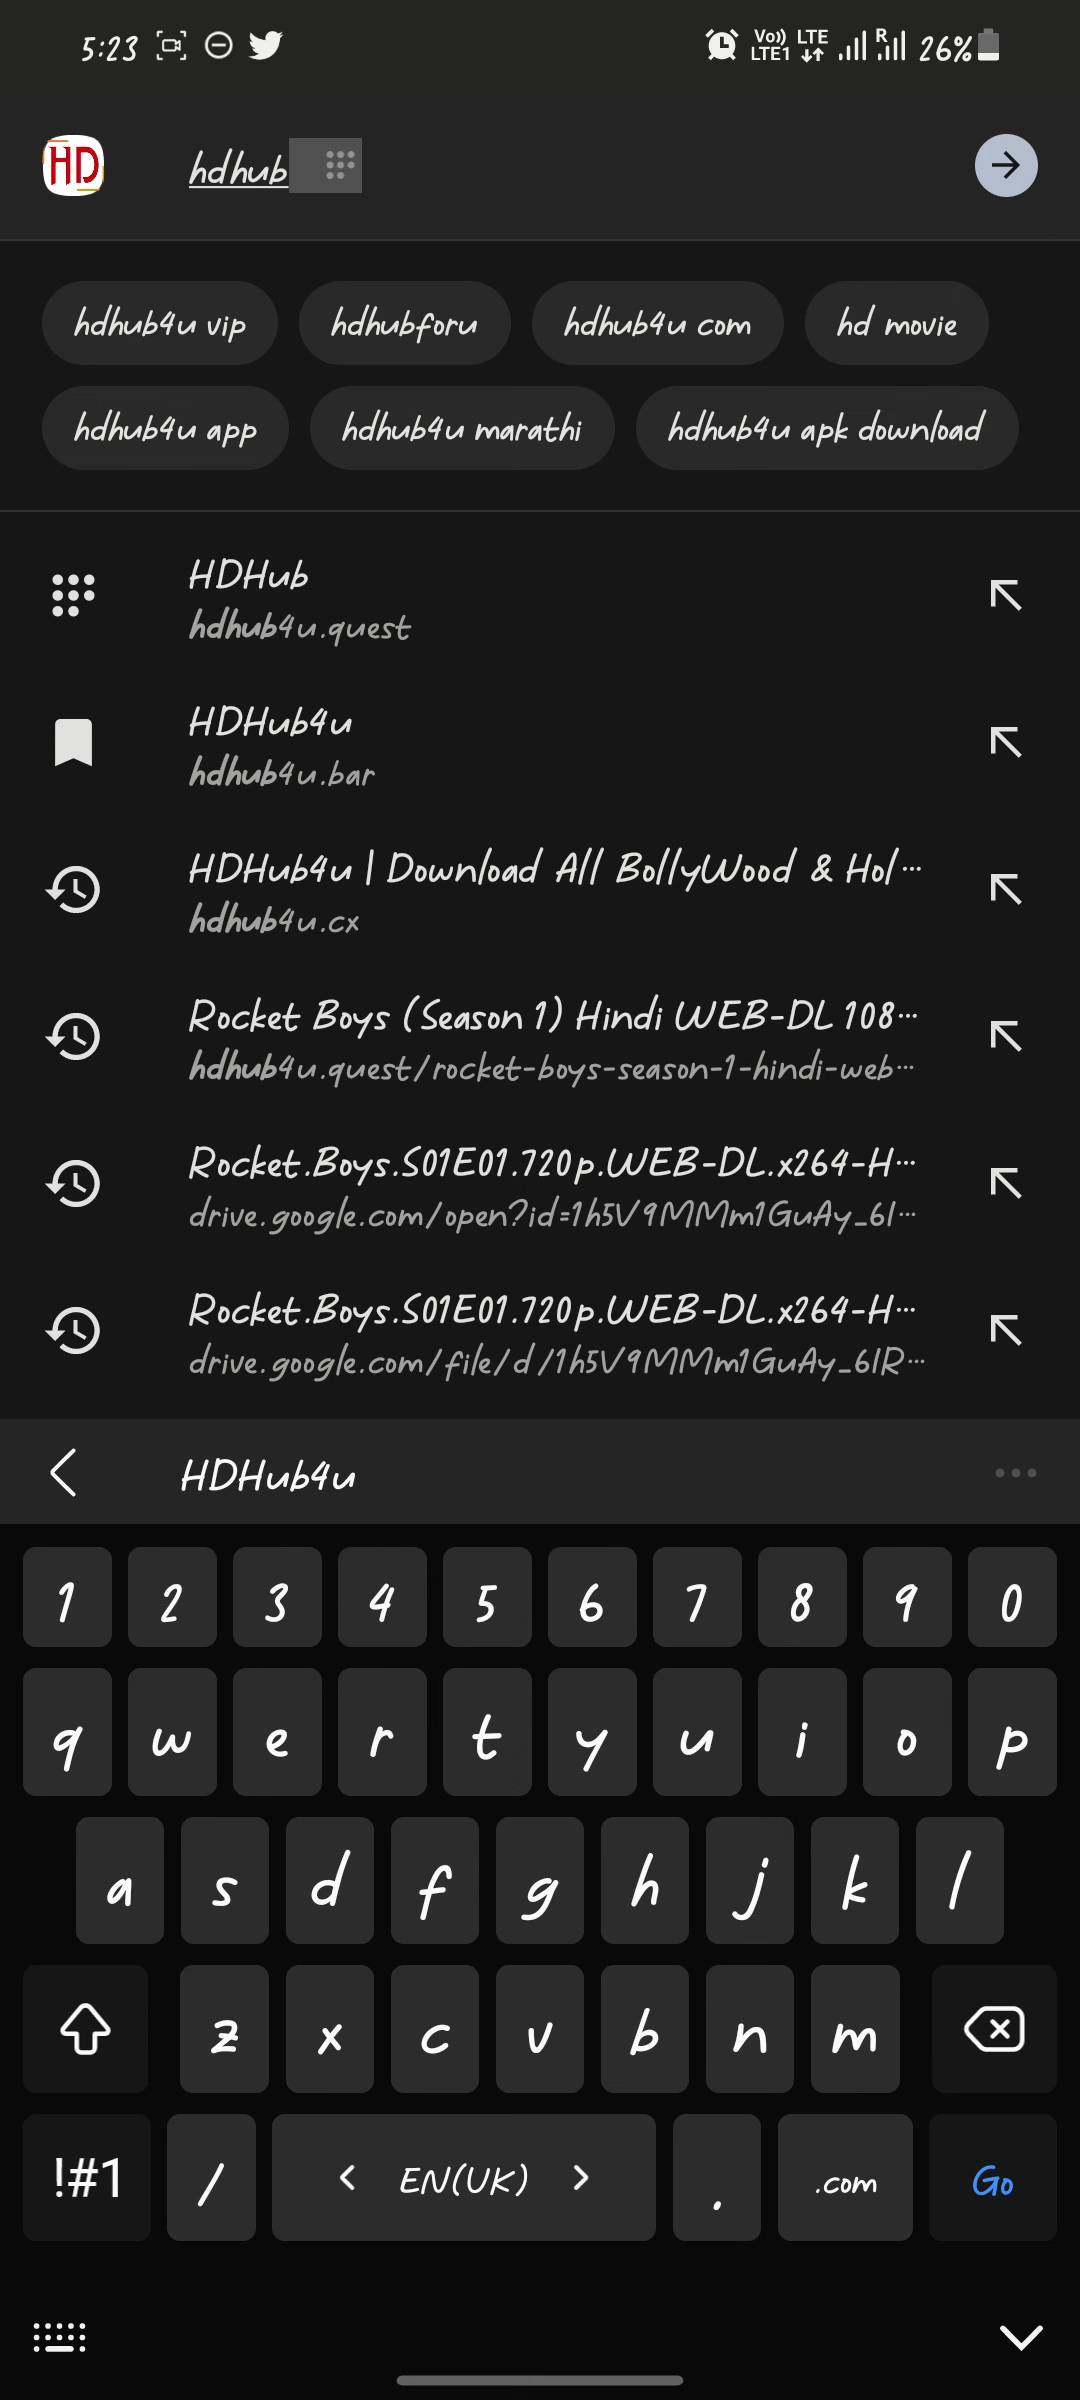 5:23 Vo)) LTE1 LTE R 26%
HD hdhub
hdhub4u vip hdhubforu hdhub4u com hd movie
hdhub4u app hdhub4u marathi hdhub4u apk download
HDHub
hdhub4u.quest
HDHub4u
hdhub4u.bar
HDHub4u | Download All BollyWood & Hol...
hdhub4u.cx
Rocket Boys (Season 1) Hindi WEB-DL 108...
hdhub4u.quest/rocket-boys-season-1-hindi-web...
Rocket.Boys.S01E01.720p.WEB-DL.x264-H...
drive.google.com/open?id=1h5V9MMm1GuAy_6I...
Rocket.Boys.S01E01.720p.WEB-DL.x264-H...
drive.google.com/file/d/1h5V9MMm1GuAy_6IR...
HDHub4u
1 2 3 4 5 6 7 8 9 0
q w e r t y u i o p
a s d f g h j k l
z x c v b n m
!#1 / < EN(UK) > . .com Go